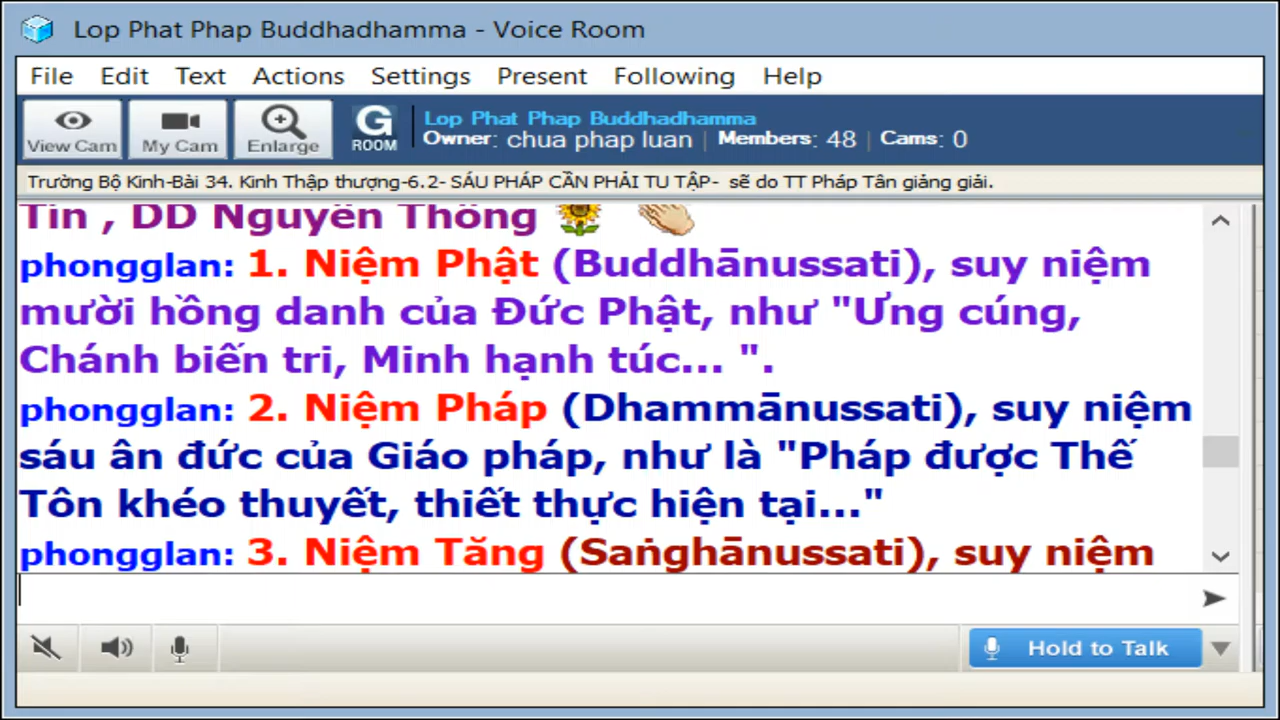 Lop Phat Phap Buddhadhamma - Voice Room
File Edit Text Actions Settings Present Following Help
View Cam My Cam Enlarge G ROOM
Lop Phat Phap Buddhadhamma
Owner: chua phap luan | Members: 48 | Cams: 0
Trường Bộ Kinh-Bài 34. Kinh Thập thượng-6.2- SÁU PHÁP CẦN PHẢI TU TẬP- sẽ do TT Pháp Tân giảng giải.
Tín , DD Nguyên Thông
phongglan: 1. Niệm Phật (Buddhānussati), suy niệm
mười hồng danh của Đức Phật, như "Ưng cúng,
Chánh biến tri, Minh hạnh túc... ".
phongglan: 2. Niệm Pháp (Dhammānussati), suy niệm
sáu ân đức của Giáo pháp, như là "Pháp được Thế
Tôn khéo thuyết, thiết thực hiện tại..."
phongglan: 3. Niệm Tăng (Saṅghānussati), suy niệm
Hold to Talk